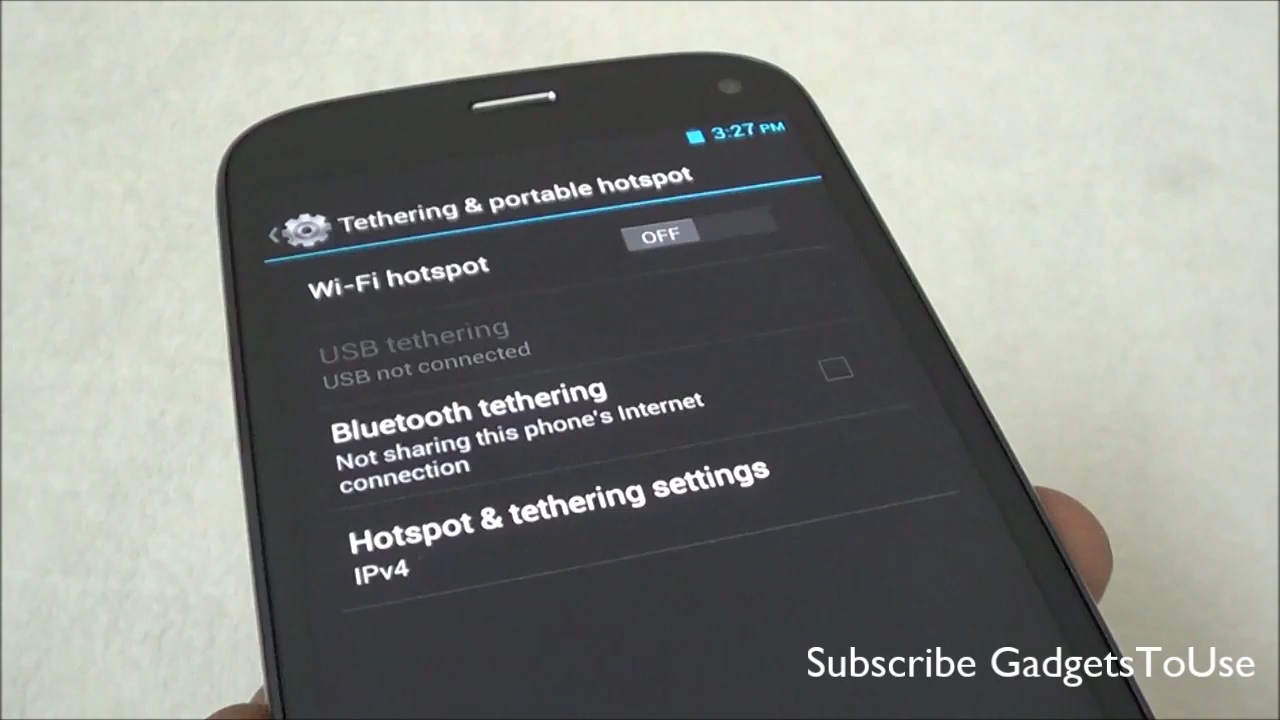 3:27 PM
Tethering & portable hotspot
Wi-Fi hotspot
OFF
USB tethering
USB not connected
Bluetooth tethering
Not sharing this phone's Internet
connection
Hotspot & tethering settings
IPv4
Subscribe GadgetsToUse